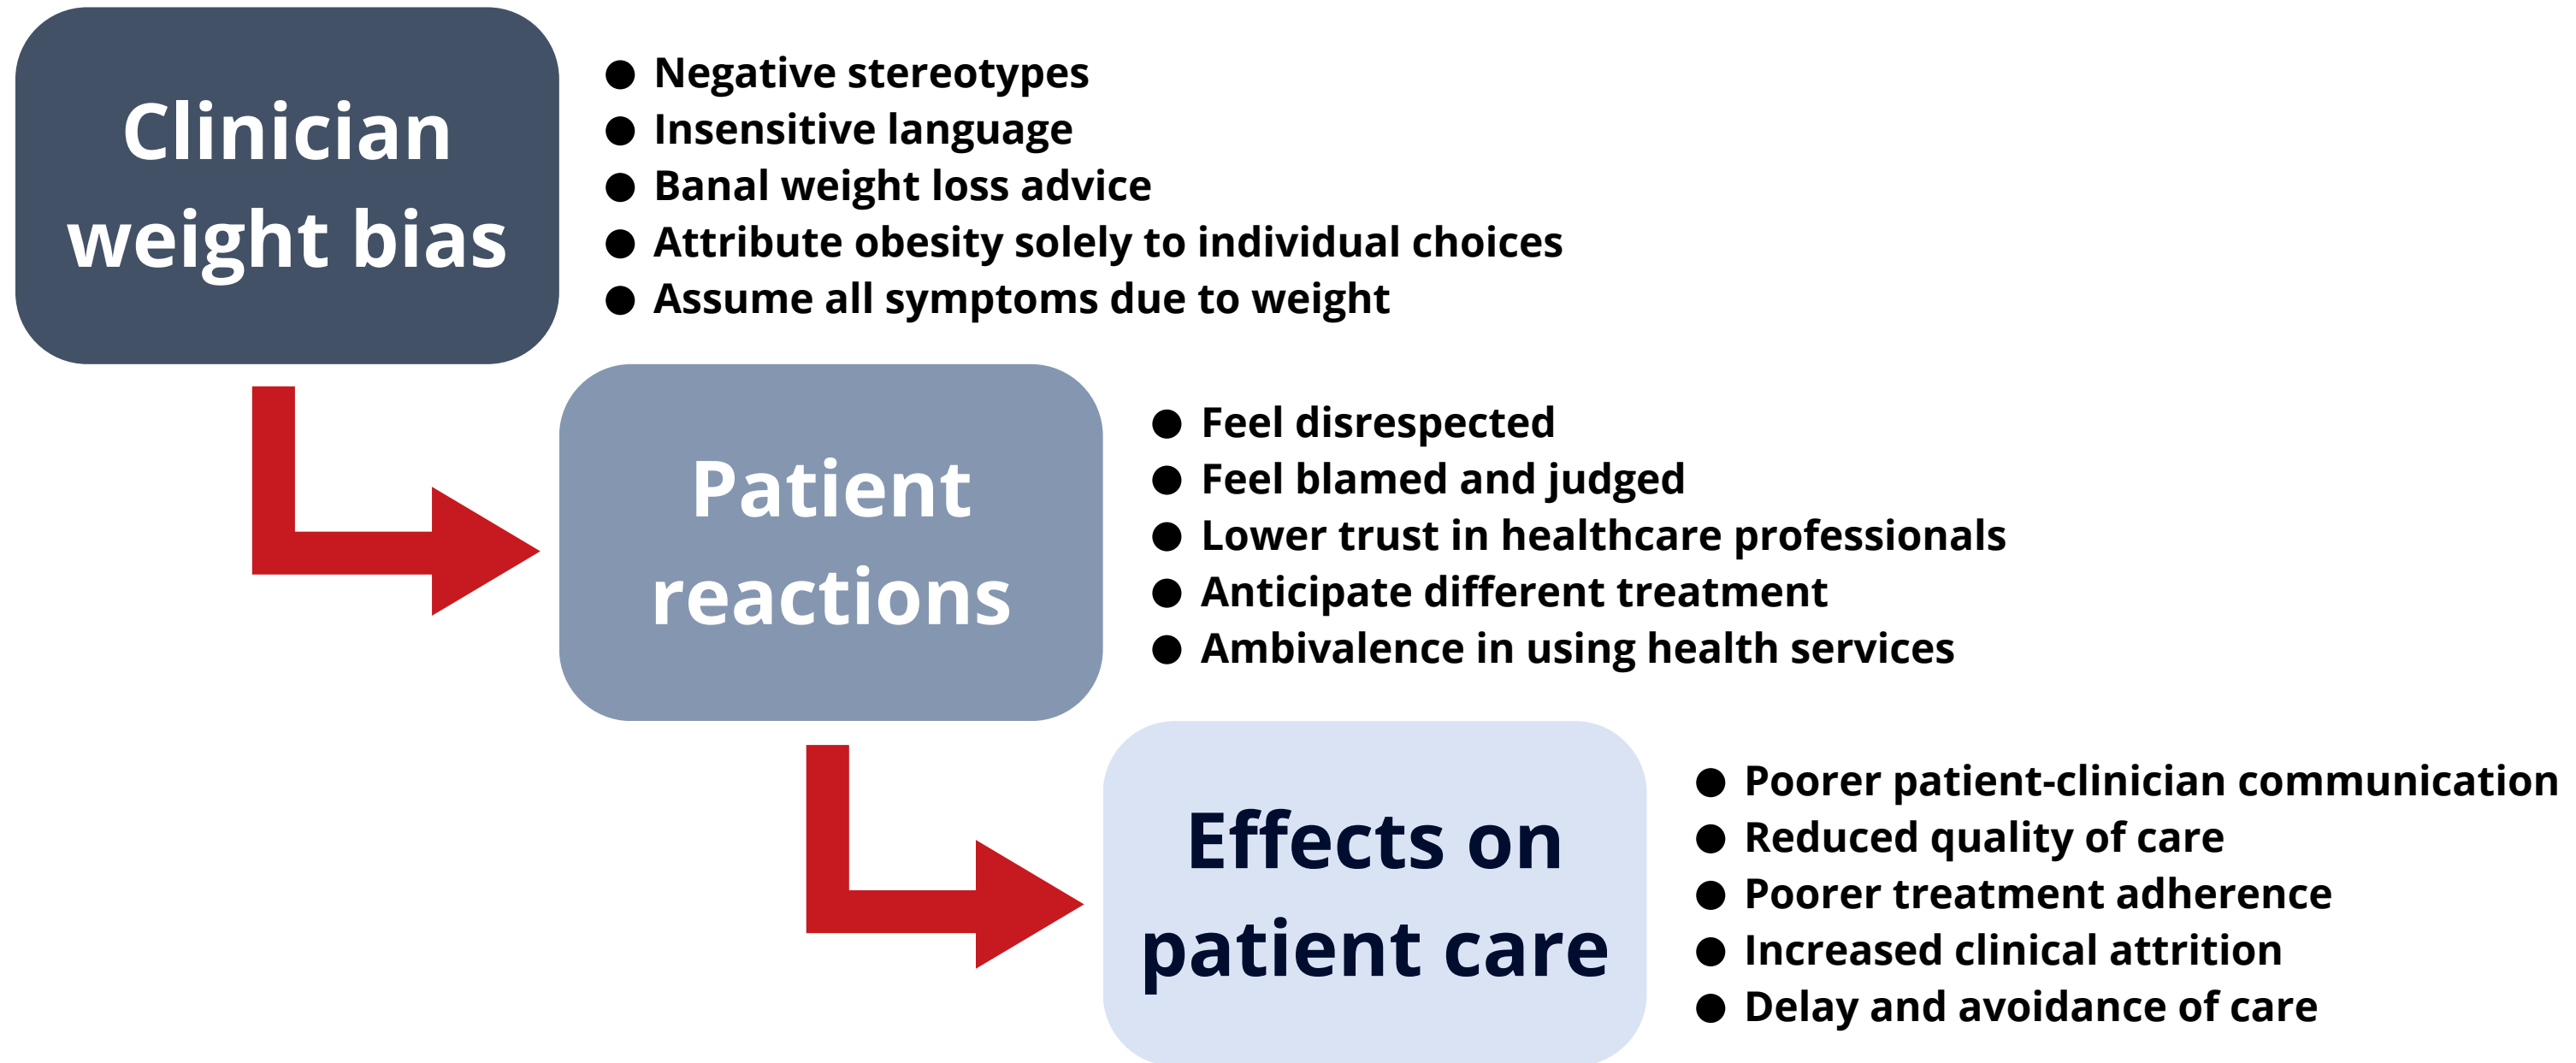 Clinician
weight bias
● Negative stereotypes
● Insensitive language
● Banal weight loss advice
● Attribute obesity solely to individual choices
● Assume all symptoms due to weight
Patient
reactions
● Feel disrespected
● Feel blamed and judged
● Lower trust in healthcare professionals
● Anticipate different treatment
● Ambivalence in using health services
Effects on
patient care
● Poorer patient-clinician communication
● Reduced quality of care
● Poorer treatment adherence
● Increased clinical attrition
● Delay and avoidance of care